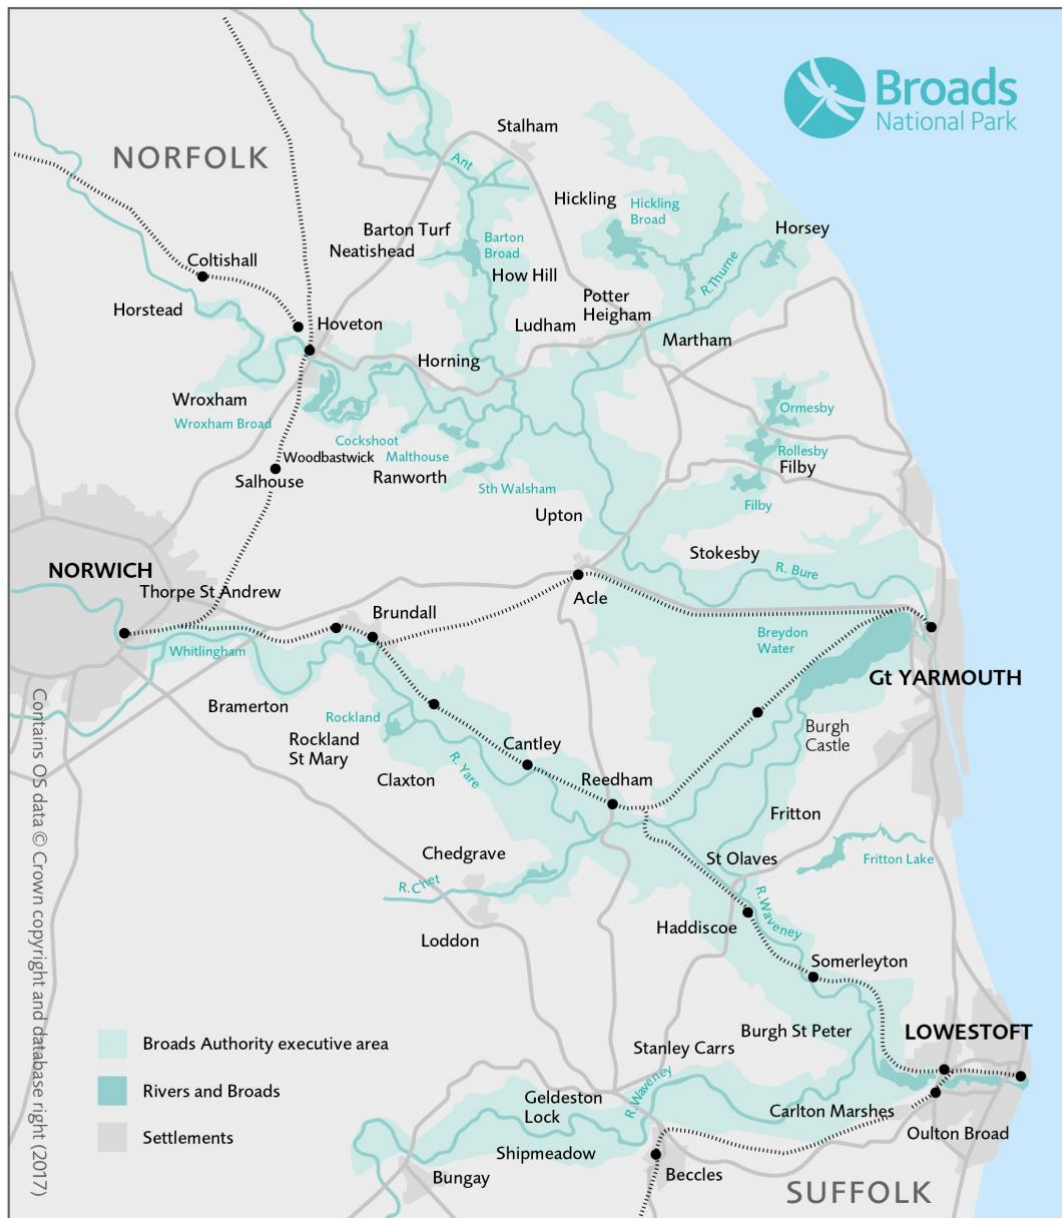 Broads
National Park
NORFOLK
Stalham
Ant
Hickling
Hickling
Broad
Horsey
Barton Turf
Neatishead
Barton
Broad
How Hill
R.Thurne
Coltishall
Horstead
Hoveton
Potter
Heigham
Ludham
Martham
Horning
Wroxham
Wroxham Broad
Ormesby
Cockshoot
Woodbastwick
Malthouse
Rollesby
Filby
Salhouse
Ranworth
Sth Walsham
Filby
Upton
NORWICH
Stokesby
R. Bure
Thorpe St Andrew
Brundall
Acle
Whitlingham
Breydon
Water
Gt YARMOUTH
Bramerton
Rockland
Rockland
St Mary
Burgh
Castle
Cantley
R. Yare
Claxton
Reedham
Fritton
Chedgrave
St Olaves
Fritton Lake
R.Chet
R.Waveney
Haddiscoe
Loddon
Somerleyton
Burgh St Peter
LOWESTOFT
Stanley Carrs
R.Waveney
Geldeston
Lock
Carlton Marshes
Oulton Broad
Shipmeadow
Bungay
Beccles
SUFFOLK
Broads Authority executive area
Rivers and Broads
Settlements
Contains OS data © Crown copyright and database right (2017)